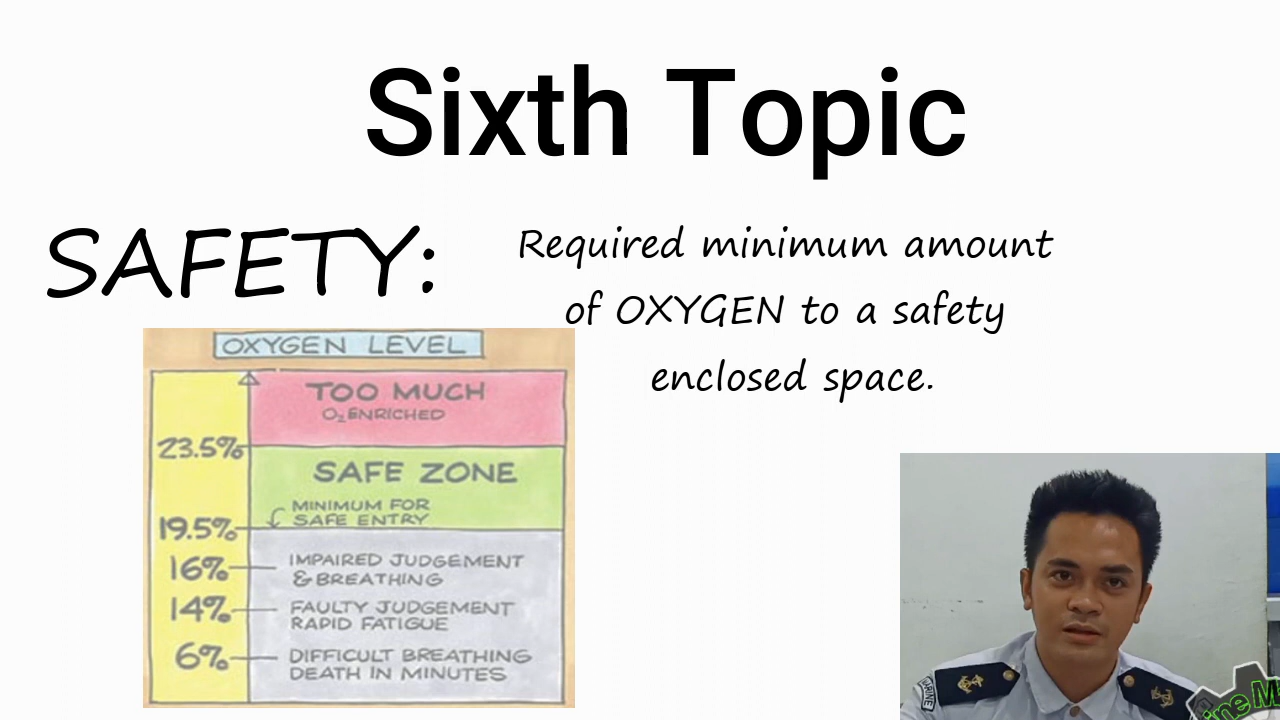 Sixth Topic
SAFETY:
Required minimum amount
of OXYGEN to a safety
enclosed space.
OXYGEN LEVEL
TOO MUCH
O₂ ENRICHED
23.5%
SAFE ZONE
MINIMUM FOR
SAFE ENTRY
19.5%
16%
IMPAIRED JUDGEMENT
& BREATHING
14%
FAULTY JUDGEMENT
RAPID FATIGUE
6%
DIFFICULT BREATHING
DEATH IN MINUTES